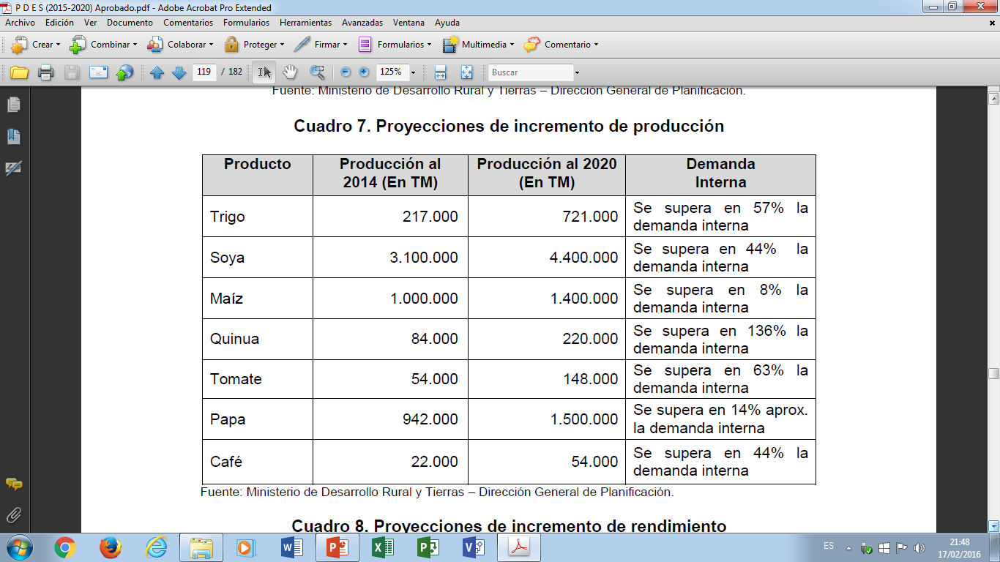 P D E S (2015-2020) Aprobado.pdf - Adobe Acrobat Pro Extended
Archivo Edición Ver Documento Comentarios Formularios Herramientas Avanzadas Ventana Ayuda
Crear Combinar Colaborar Proteger Firmar Formularios Multimedia Comentario
119 / 182 125% Buscar
Fuente: Ministerio de Desarrollo Rural y Tierras – Dirección General de Planificación.
Cuadro 7. Proyecciones de incremento de producción
Producto Producción al 2014 (En TM) Producción al 2020 (En TM) Demanda Interna
Trigo 217.000 721.000 Se supera en 57% la demanda interna
Soya 3.100.000 4.400.000 Se supera en 44% la demanda interna
Maíz 1.000.000 1.400.000 Se supera en 8% la demanda interna
Quinua 84.000 220.000 Se supera en 136% la demanda interna
Tomate 54.000 148.000 Se supera en 63% la demanda interna
Papa 942.000 1.500.000 Se supera en 14% aprox. la demanda interna
Café 22.000 54.000 Se supera en 44% la demanda interna
Fuente: Ministerio de Desarrollo Rural y Tierras – Dirección General de Planificación.
Cuadro 8. Proyecciones de incremento de rendimiento
ES 21:48
17/02/2016